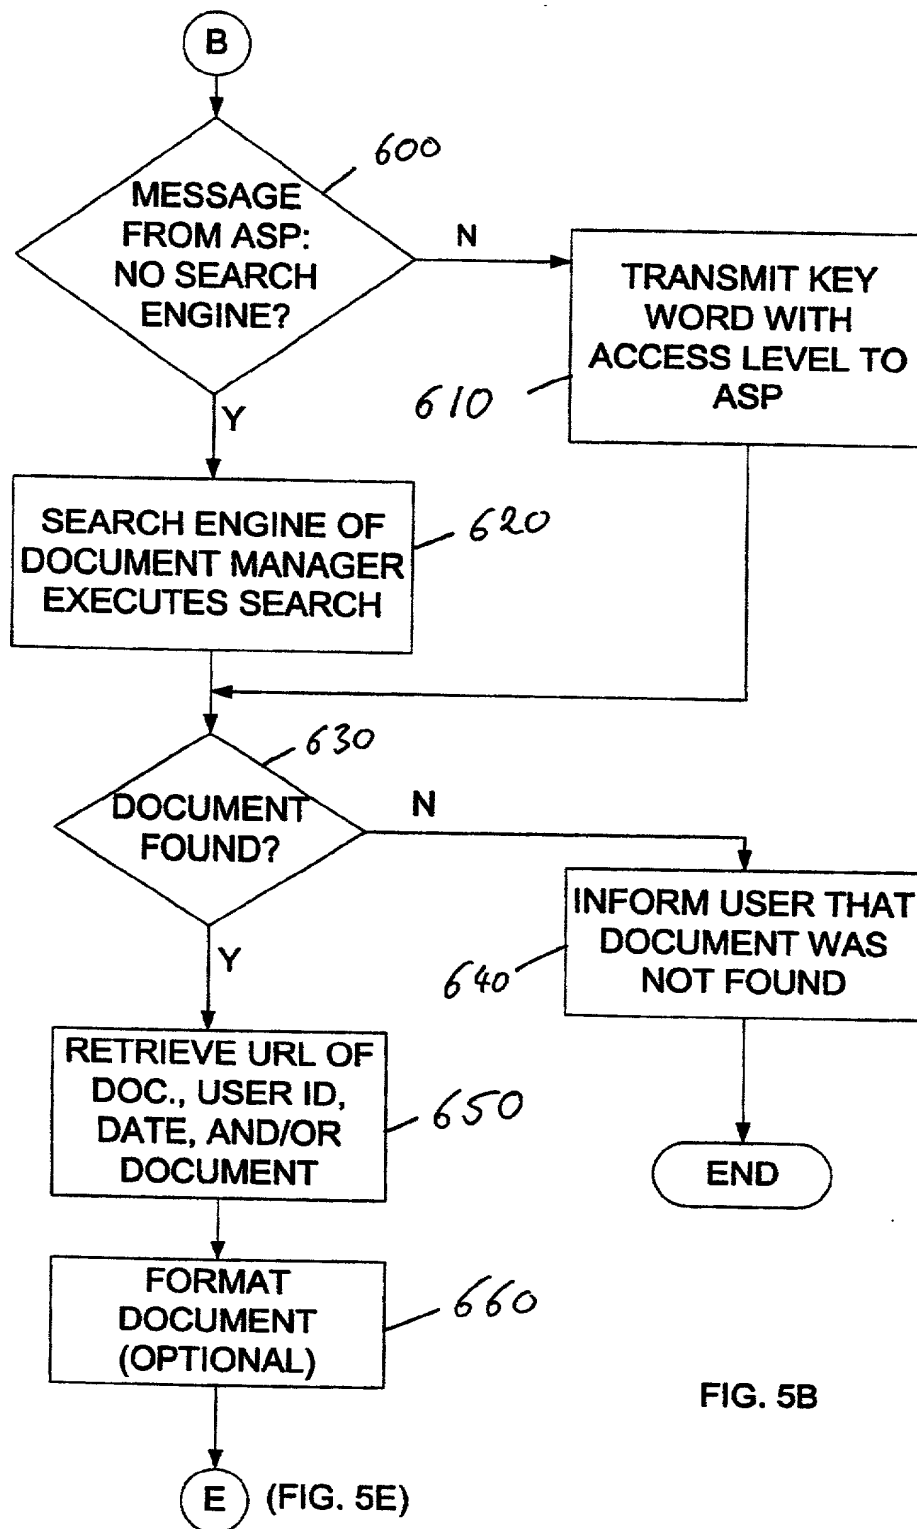 B
600
MESSAGE
FROM ASP:
NO SEARCH
ENGINE?
N
TRANSMIT KEY
WORD WITH
ACCESS LEVEL TO
ASP
610
Y
SEARCH ENGINE OF
DOCUMENT MANAGER
EXECUTES SEARCH
620
630
DOCUMENT
FOUND?
N
INFORM USER THAT
DOCUMENT WAS
NOT FOUND
640
Y
RETRIEVE URL OF
DOC., USER ID,
DATE, AND/OR
DOCUMENT
650
END
FORMAT
DOCUMENT
(OPTIONAL)
660
FIG. 5B
E (FIG. 5E)